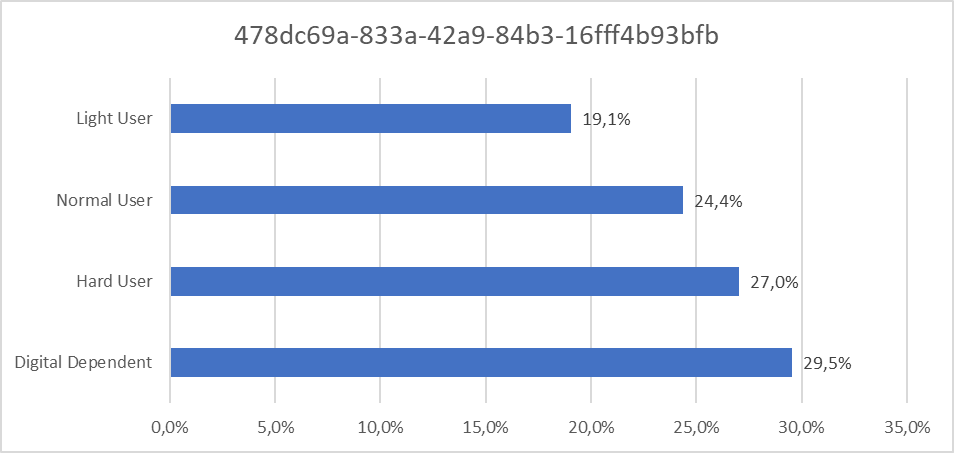 478dc69a-833a-42a9-84b3-16fff4b93bfb
Light User
19,1%
Normal User
24,4%
Hard User
27,0%
Digital Dependent
29,5%
0,0% 5,0% 10,0% 15,0% 20,0% 25,0% 30,0% 35,0%